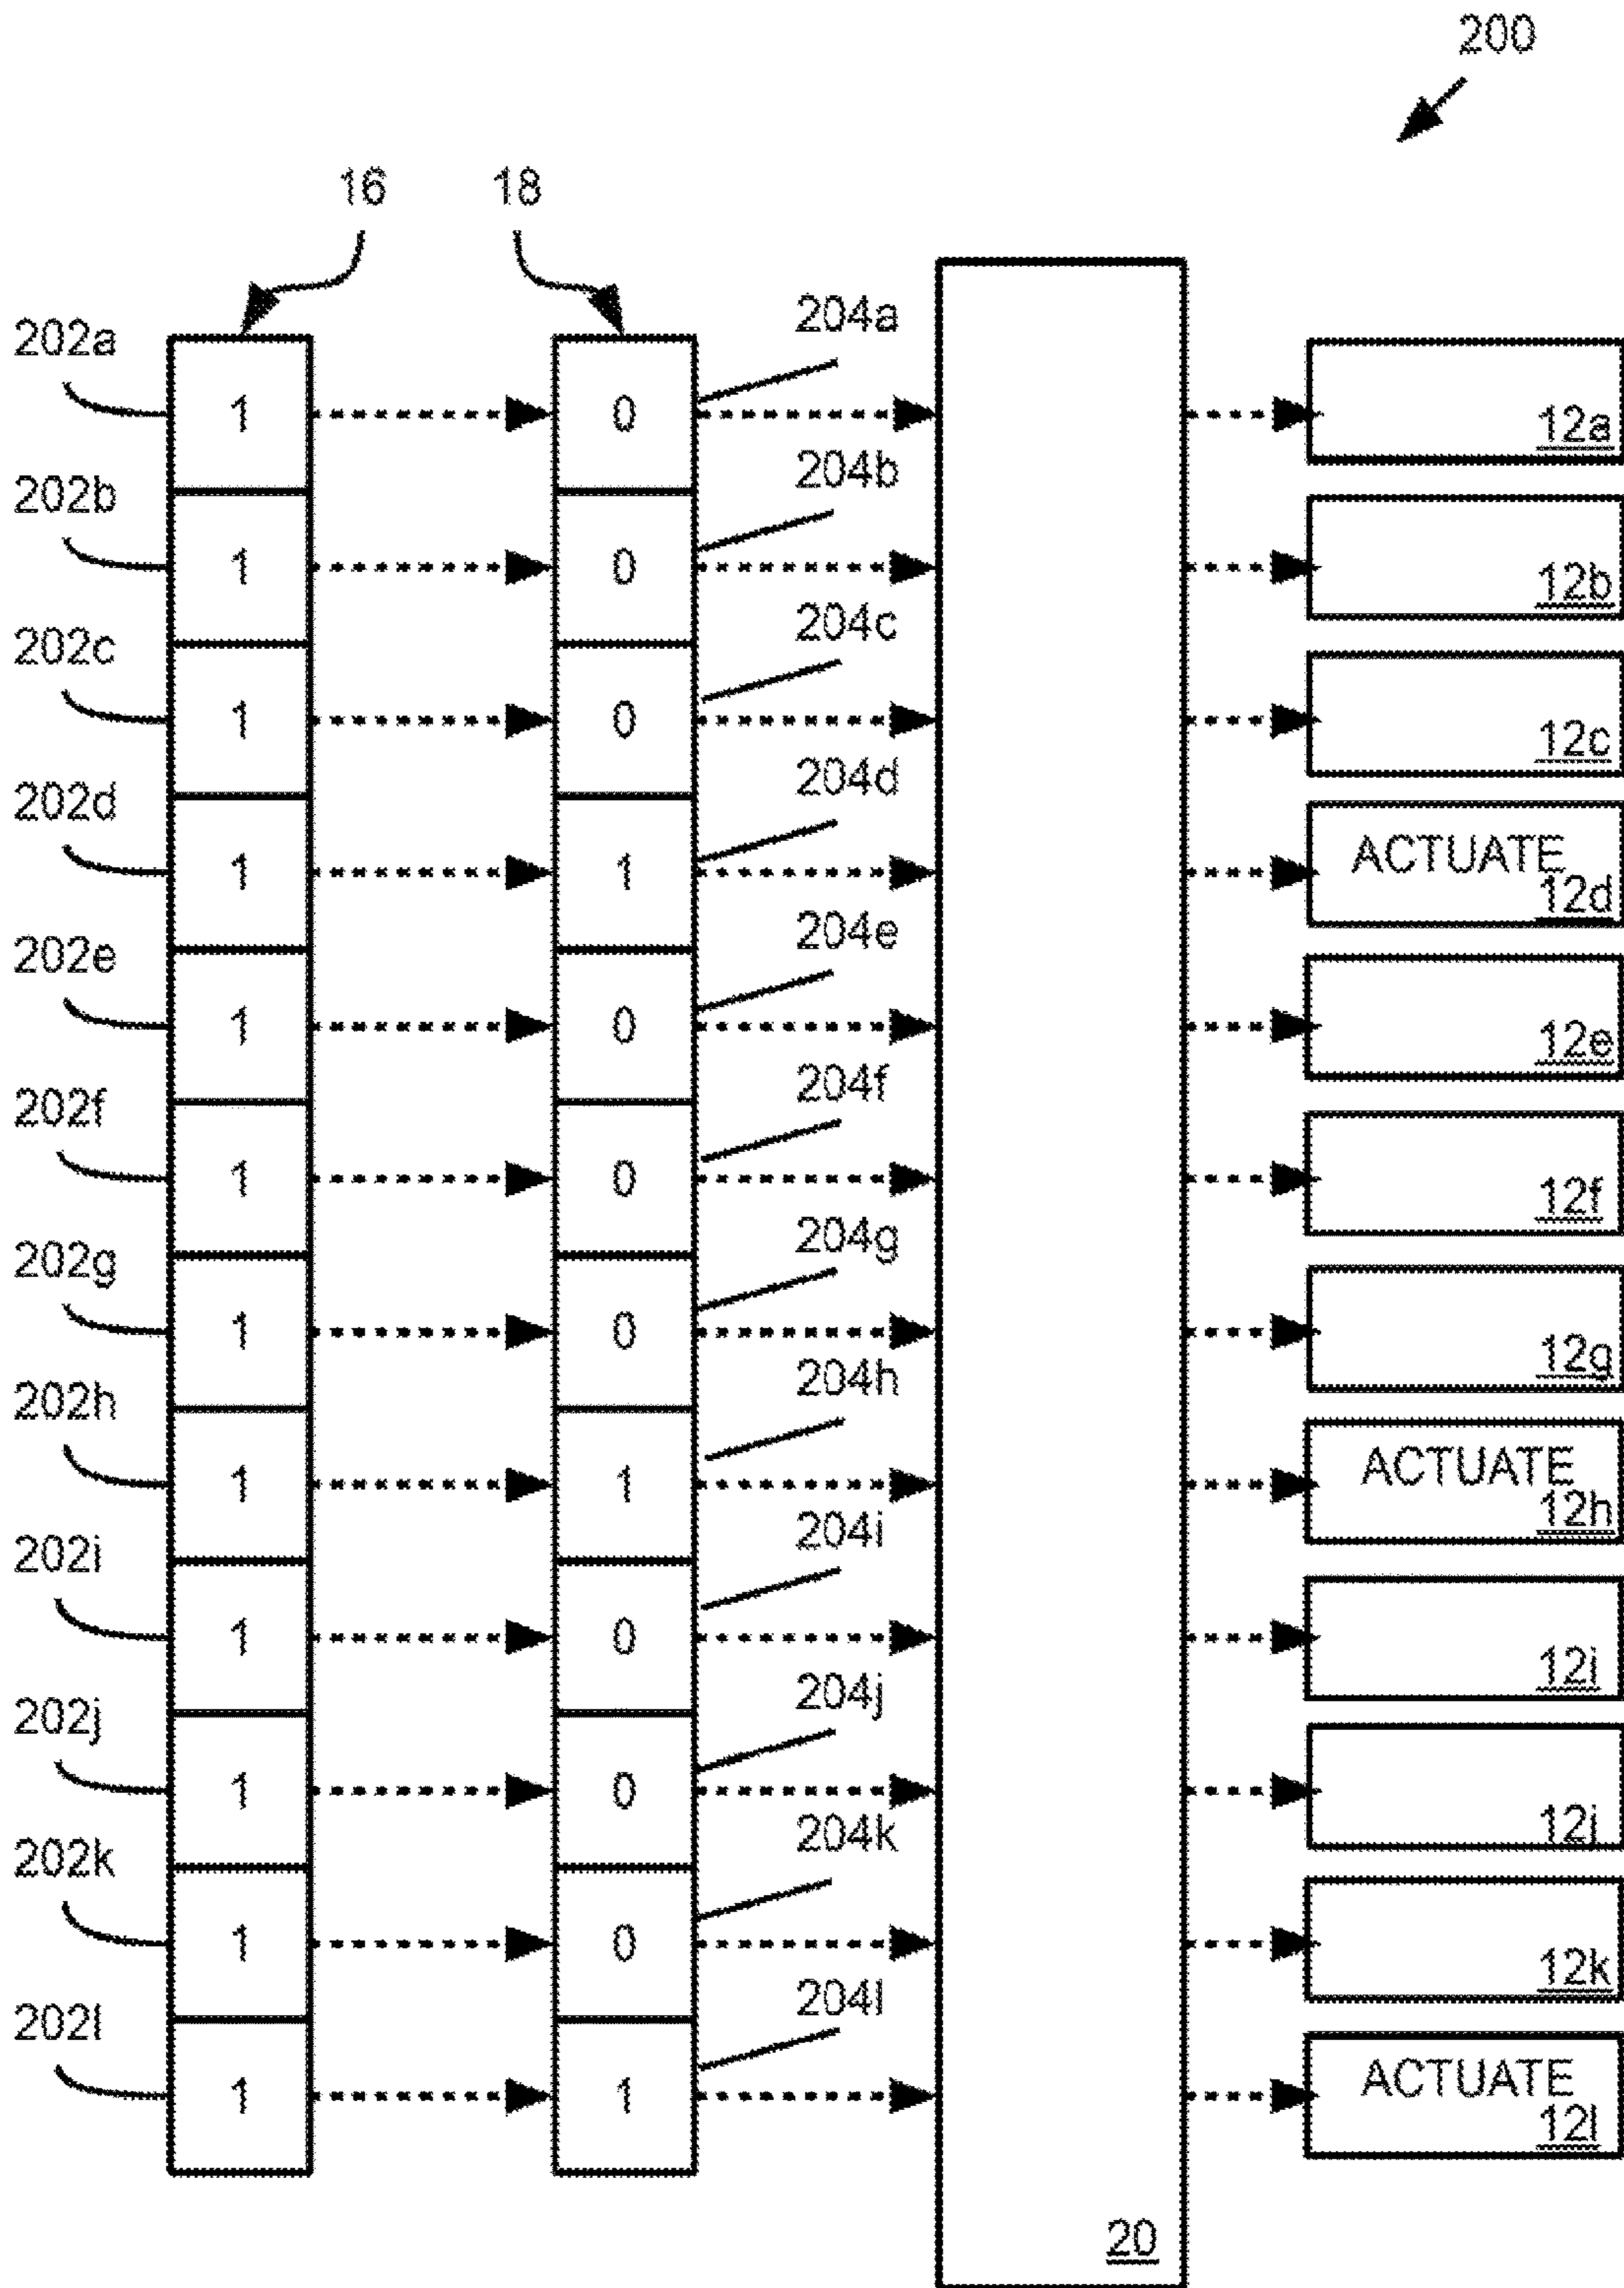 200
16 18
202a 1 0 204a 12a
202b 1 0 204b 12b
202c 1 0 204c 12c
202d 1 1 204d ACTUATE 12d
202e 1 0 204e 12e
202f 1 0 204f 12f
202g 1 0 204g 12g
202h 1 1 204h ACTUATE 12h
202i 1 0 204i 12i
202j 1 0 204j 12j
202k 1 0 204k 12k
202l 1 1 204l ACTUATE 12l
20